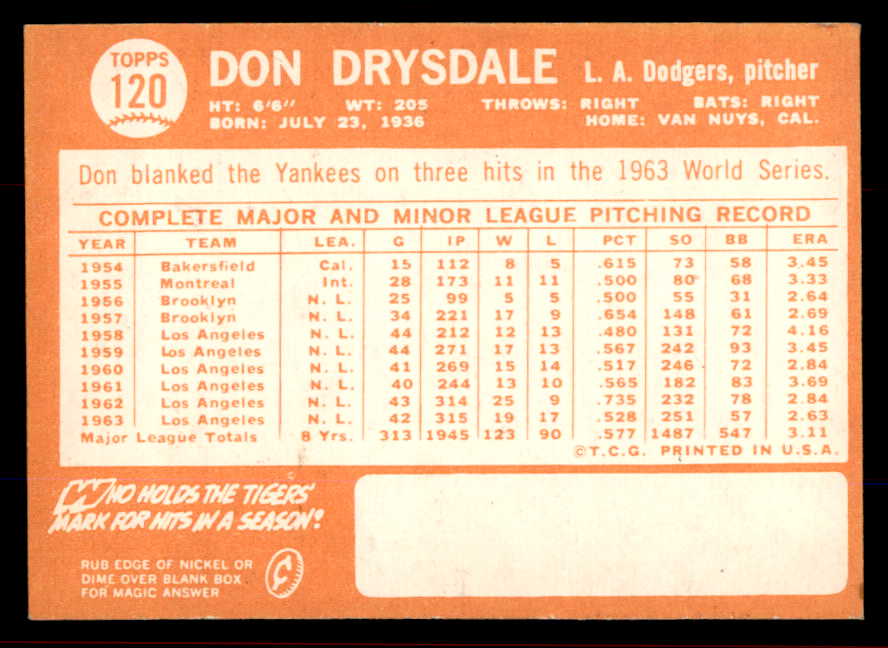 TOPPS
120
DON DRYSDALE L. A. Dodgers, pitcher
HT: 6'6" WT: 205 THROWS: RIGHT BATS: RIGHT
BORN: JULY 23, 1936 HOME: VAN NUYS, CAL.
Don blanked the Yankees on three hits in the 1963 World Series.
COMPLETE MAJOR AND MINOR LEAGUE PITCHING RECORD
YEAR TEAM LEA. G IP W L PCT SO BB ERA
1954 Bakersfield Cal. 15 112 8 5 .615 73 58 3.45
1955 Montreal Int. 28 173 11 11 .500 80 68 3.33
1956 Brooklyn N. L. 25 99 5 5 .500 55 31 2.64
1957 Brooklyn N. L. 34 221 17 9 .654 148 61 2.69
1958 Los Angeles N. L. 44 212 12 13 .480 131 72 4.16
1959 Los Angeles N. L. 44 271 17 13 .567 242 93 3.45
1960 Los Angeles N. L. 41 269 15 14 .517 246 72 2.84
1961 Los Angeles N. L. 40 244 13 10 .565 182 83 3.69
1962 Los Angeles N. L. 43 314 25 9 .735 232 78 2.84
1963 Los Angeles N. L. 42 315 19 17 .528 251 57 2.63
Major League Totals 8 Yrs. 313 1945 123 90 .577 1487 547 3.11
©T.C.G. PRINTED IN U.S.A.
WHO HOLDS THE TIGERS'
MARK FOR HITS IN A SEASON?
RUB EDGE OF NICKEL OR
DIME OVER BLANK BOX
FOR MAGIC ANSWER